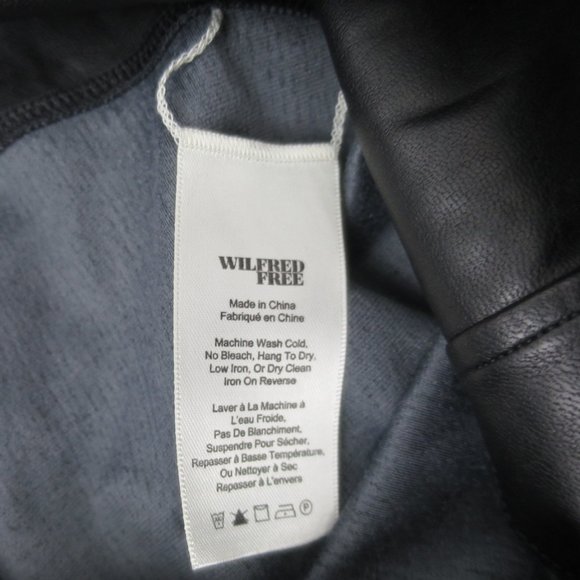 WILFRED
FREE
Made in China
Fabriqué en Chine
Machine Wash Cold,
No Bleach, Hang To Dry,
Low Iron, Or Dry Clean
Iron On Reverse
Laver à La Machine à
L'eau Froide,
Pas De Blanchiment,
Suspendre Pour Sécher,
Repasser à Basse Température,
Ou Nettoyer à Sec
Repasser à L'envers